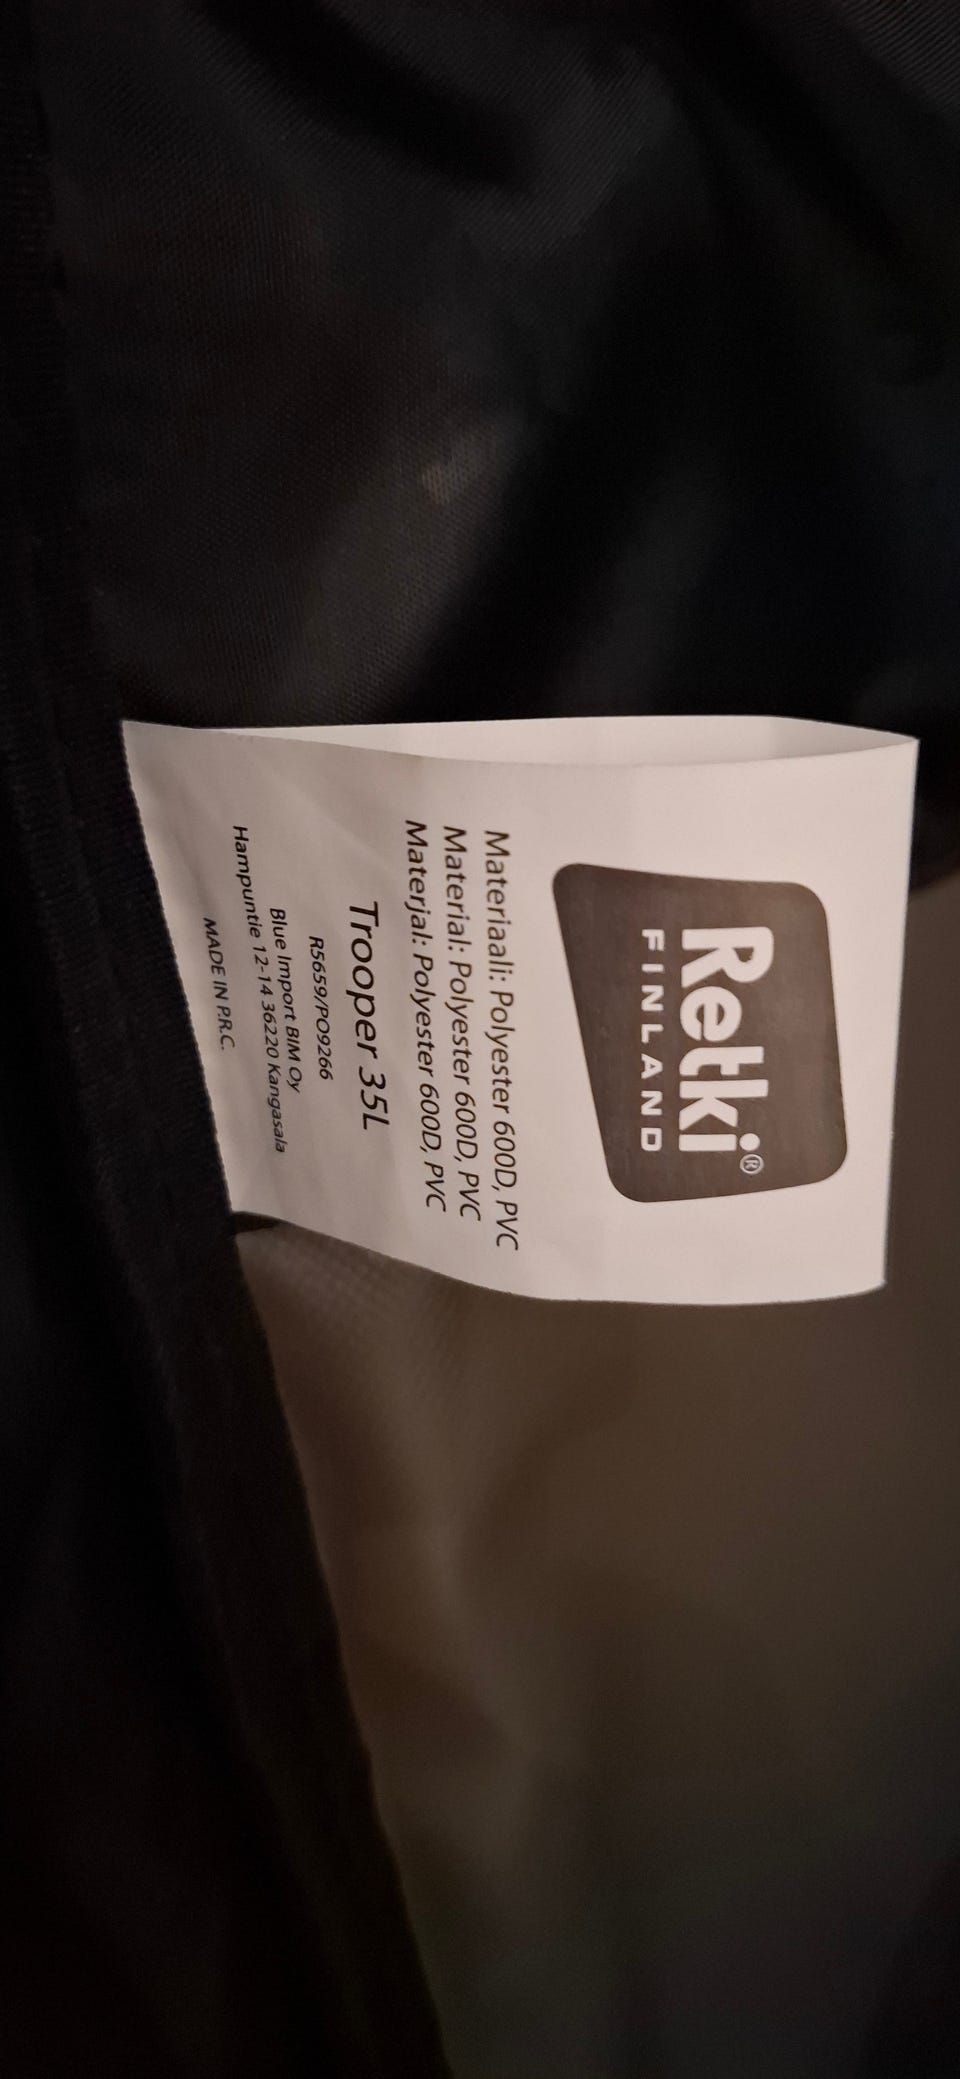 Retki®
FINLAND
Materiaali: Polyester 600D, PVC
Material: Polyester 600D, PVC
Materjal: Polyester 600D, PVC
Trooper 35L
R5659/PO9266
Blue Import BIM Oy
Hampuntie 12-14 36220 Kangasala
MADE IN P.R.C.